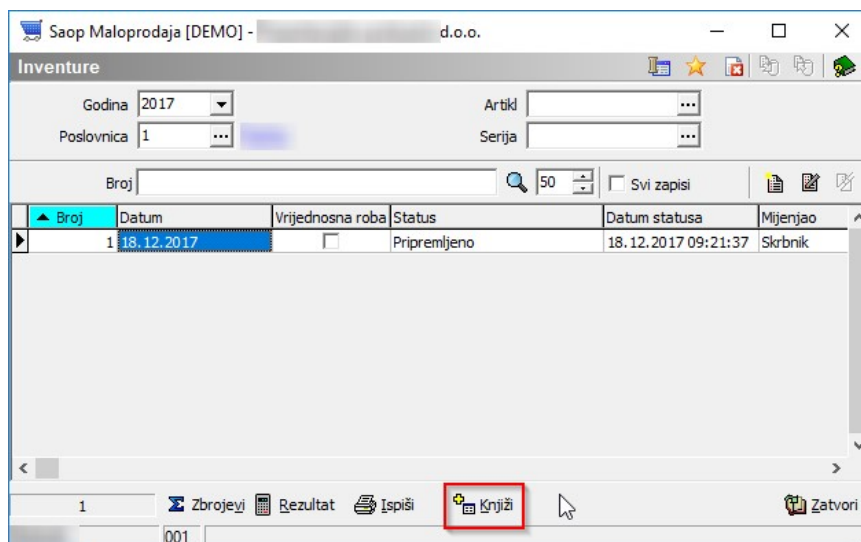 Saop Maloprodaja [DEMO] - d.o.o.
Inventure
Godina 2017 Artikl
Poslovnica 1 Serija
Broj 50 Svi zapisi
Broj Datum Vrijednosna roba Status Datum statusa Mijenjao
1 18.12.2017 Pripremljeno 18.12.2017 09:21:37 Skrbnik
1 Zbrojevi Rezultat Ispiši Knjiži Zatvori
001